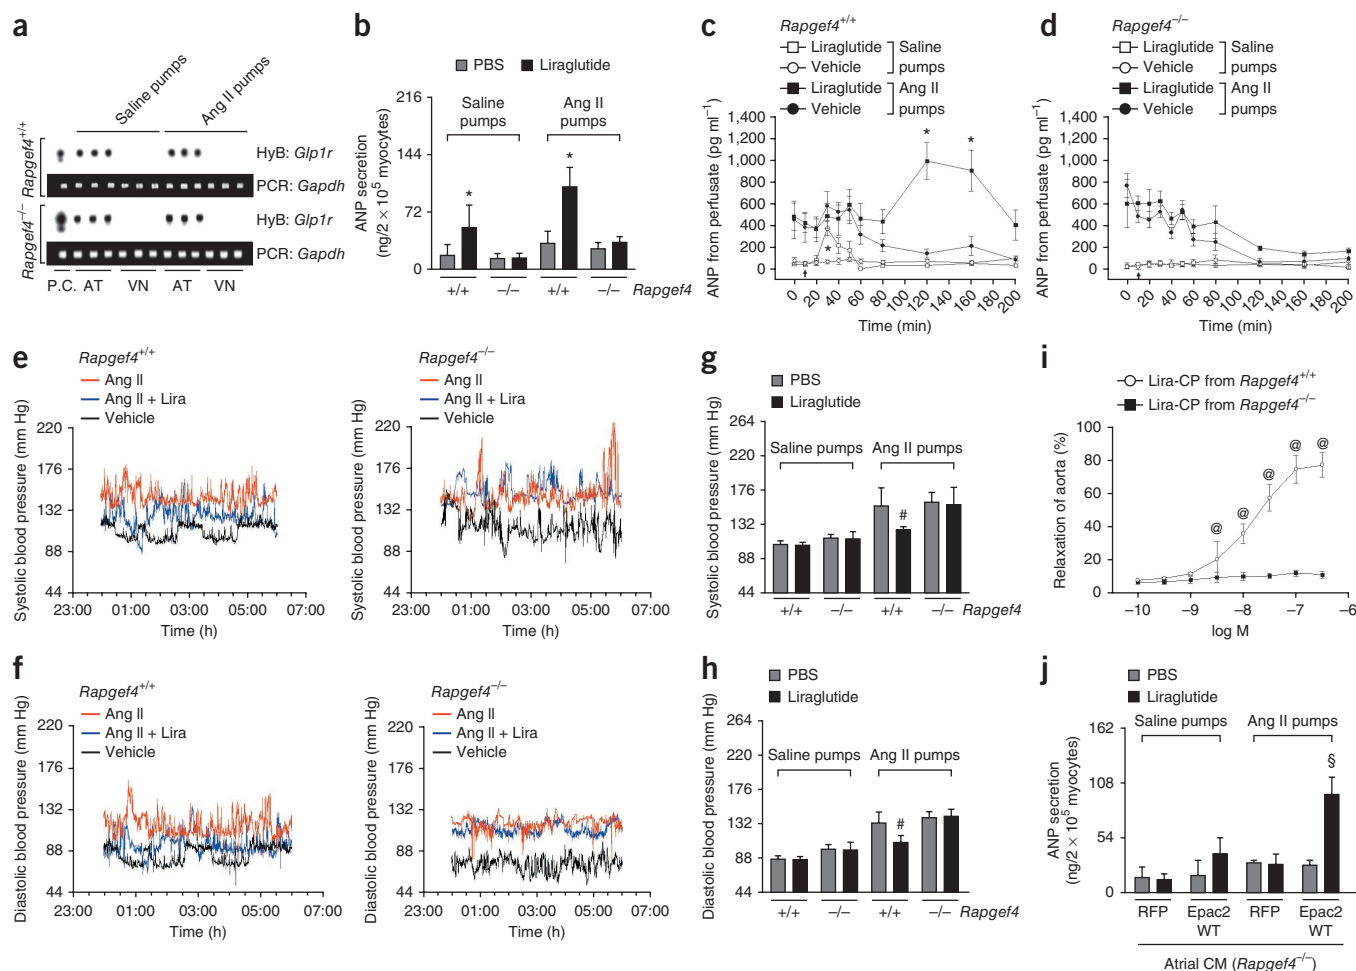 a
Saline pumps
Ang II pumps
Rapgef4+/+
HyB: Glp1r
PCR: Gapdh
Rapgef4–/–
HyB: Glp1r
PCR: Gapdh
P.C. AT VN AT VN
b
PBS Liraglutide
216
144
72
0
ANP secretion
(ng/2 × 10⁵ myocytes)
Saline
pumps
Ang II
pumps
*
*
+/+ –/– +/+ –/– Rapgef4
c
Rapgef4+/+
Liraglutide
Vehicle
Saline
pumps
Liraglutide
Vehicle
Ang II
pumps
1,400
1,200
1,000
800
600
400
200
0
ANP from perfusate (pg ml⁻¹)
*
*
*
0 20 40 60 80 100 120 140 160 180 200
Time (min)
d
Rapgef4–/–
Liraglutide
Vehicle
Saline
pumps
Liraglutide
Vehicle
Ang II
pumps
1,400
1,200
1,000
800
600
400
200
0
ANP from perfusate (pg ml⁻¹)
0 20 40 60 80 100 120 140 160 180 200
Time (min)
e
Rapgef4+/+
Ang II
Ang II + Lira
Vehicle
220
176
132
88
44
Systolic blood pressure (mm Hg)
23:00 01:00 03:00 05:00 07:00
Time (h)
Rapgef4–/–
Ang II
Ang II + Lira
Vehicle
220
176
132
88
44
Systolic blood pressure (mm Hg)
23:00 01:00 03:00 05:00 07:00
Time (h)
g
PBS
Liraglutide
264
220
176
132
88
44
Systolic blood pressure (mm Hg)
Saline pumps
Ang II pumps
#
+/+ –/– +/+ –/– Rapgef4
i
Lira-CP from Rapgef4+/+
Lira-CP from Rapgef4–/–
100
80
60
40
20
0
Relaxation of aorta (%)
@ @ @ @ @
–10 –9 –8 –7 –6
log M
f
Rapgef4+/+
Ang II
Ang II + Lira
Vehicle
220
176
132
88
44
Diastolic blood pressure (mm Hg)
23:00 01:00 03:00 05:00 07:00
Time (h)
Rapgef4–/–
Ang II
Ang II + Lira
Vehicle
220
176
132
88
44
Diastolic blood pressure (mm Hg)
23:00 01:00 03:00 05:00 07:00
Time (h)
h
PBS
Liraglutide
264
220
176
132
88
44
Diastolic blood pressure (mm Hg)
Saline pumps
Ang II pumps
#
+/+ –/– +/+ –/– Rapgef4
j
PBS
Liraglutide
162
108
54
0
ANP secretion
(ng/2 × 10⁵ myocytes)
Saline pumps
Ang II pumps
§
RFP Epac2 RFP Epac2
WT WT
Atrial CM (Rapgef4–/–)